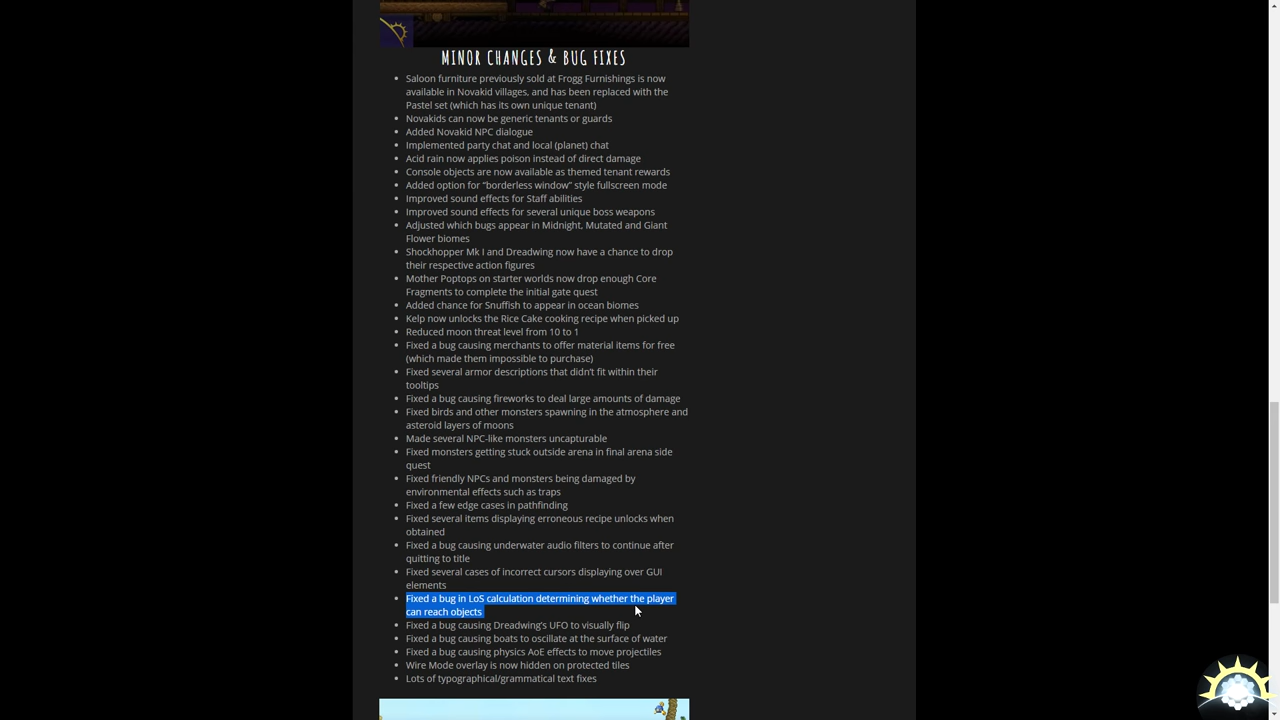 MINOR CHANGES & BUG FIXES
Saloon furniture previously sold at Frogg Furnishings is now
available in Novakid villages, and has been replaced with the
Pastel set (which has its own unique tenant)
Novakids can now be generic tenants or guards
Added Novakid NPC dialogue
Implemented party chat and local (planet) chat
Acid rain now applies poison instead of direct damage
Console objects are now available as themed tenant rewards
Added option for “borderless window” style fullscreen mode
Improved sound effects for Staff abilities
Improved sound effects for several unique boss weapons
Adjusted which bugs appear in Midnight, Mutated and Giant
Flower biomes
Shockhopper Mk I and Dreadwing now have a chance to drop
their respective action figures
Mother Poptops on starter worlds now drop enough Core
Fragments to complete the initial gate quest
Added chance for Snuffish to appear in ocean biomes
Kelp now unlocks the Rice Cake cooking recipe when picked up
Reduced moon threat level from 10 to 1
Fixed a bug causing merchants to offer material items for free
(which made them impossible to purchase)
Fixed several armor descriptions that didn’t fit within their
tooltips
Fixed a bug causing fireworks to deal large amounts of damage
Fixed birds and other monsters spawning in the atmosphere and
asteroid layers of moons
Made several NPC-like monsters uncapturable
Fixed monsters getting stuck outside arena in final arena side
quest
Fixed friendly NPCs and monsters being damaged by
environmental effects such as traps
Fixed a few edge cases in pathfinding
Fixed several items displaying erroneous recipe unlocks when
obtained
Fixed a bug causing underwater audio filters to continue after
quitting to title
Fixed several cases of incorrect cursors displaying over GUI
elements
Fixed a bug in LoS calculation determining whether the player
can reach objects
Fixed a bug causing Dreadwing’s UFO to visually flip
Fixed a bug causing boats to oscillate at the surface of water
Fixed a bug causing physics AoE effects to move projectiles
Wire Mode overlay is now hidden on protected tiles
Lots of typographical/grammatical text fixes